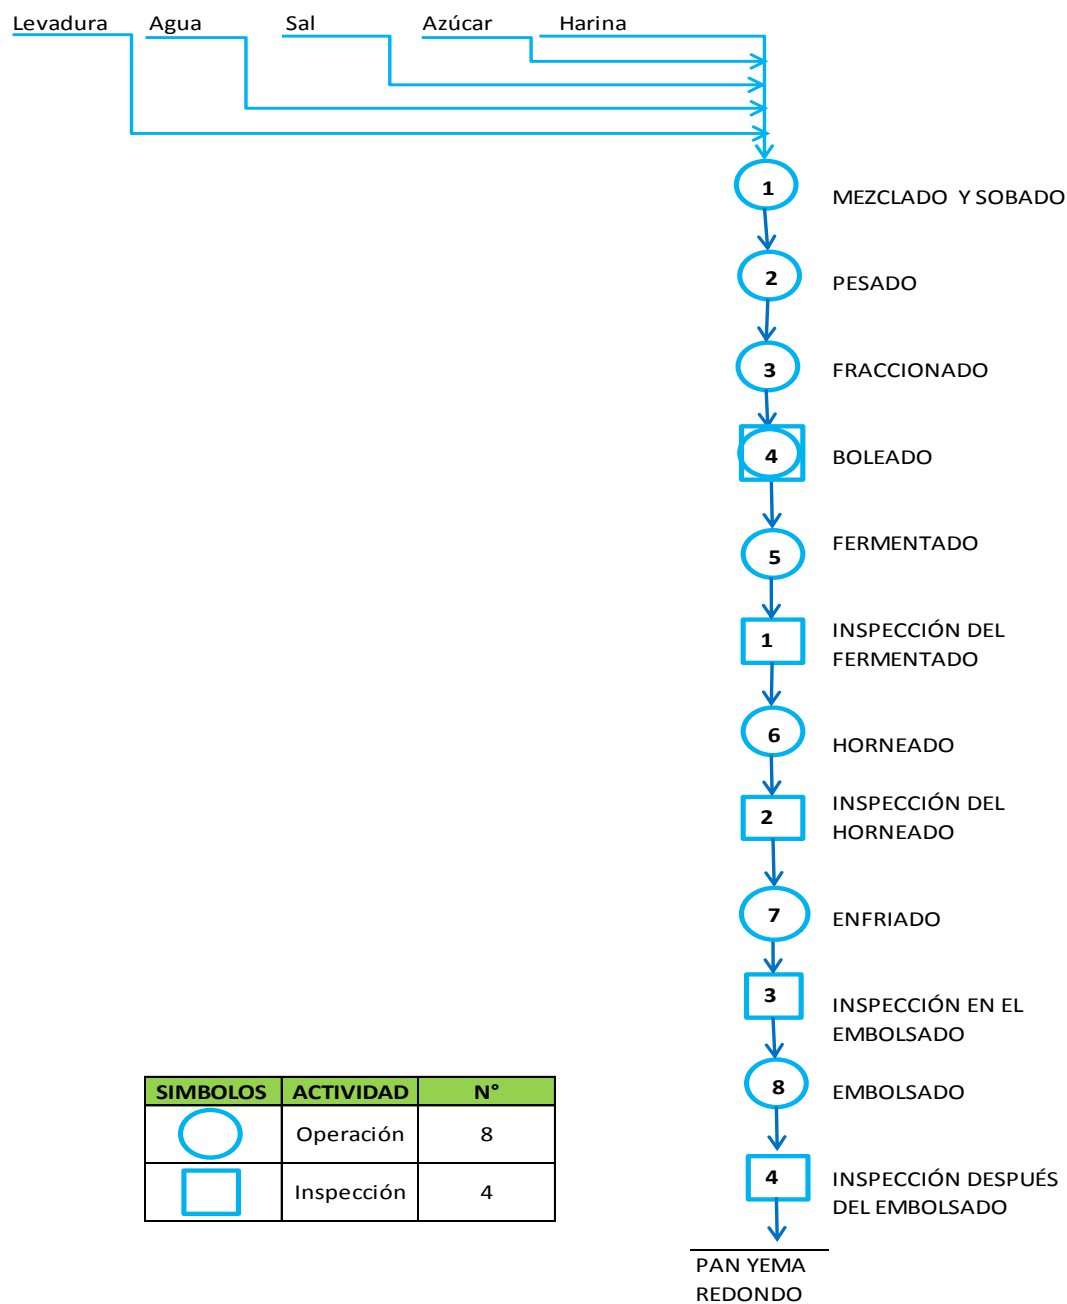 Levadura Agua Sal Azúcar Harina
1 MEZCLADO Y SOBADO
2 PESADO
3 FRACCIONADO
4 BOLEADO
5 FERMENTADO
1 INSPECCIÓN DEL
FERMENTADO
6 HORNEADO
2 INSPECCIÓN DEL
HORNEADO
7 ENFRIADO
3 INSPECCIÓN EN EL
EMBOLSADO
8 EMBOLSADO
4 INSPECCIÓN DESPUÉS
DEL EMBOLSADO
PAN YEMA
REDONDO
SIMBOLOS ACTIVIDAD N°
Operación 8
Inspección 4